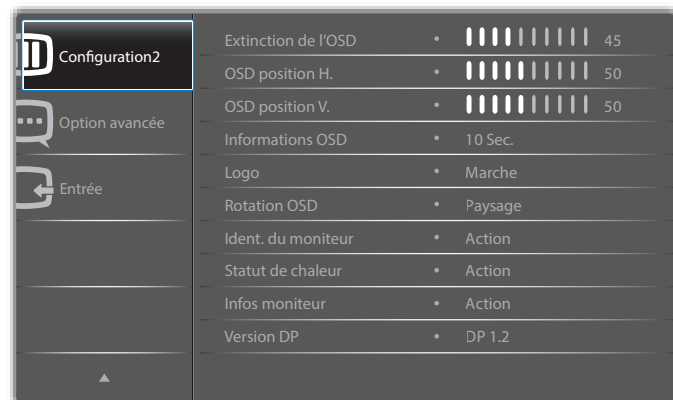 Configuration2
Option avancée
Entrée
Extinction de l’OSD • 45
OSD position H. • 50
OSD position V. • 50
Informations OSD • 10 Sec.
Logo • Marche
Rotation OSD • Paysage
Ident. du moniteur • Action
Statut de chaleur • Action
Infos moniteur • Action
Version DP • DP 1.2